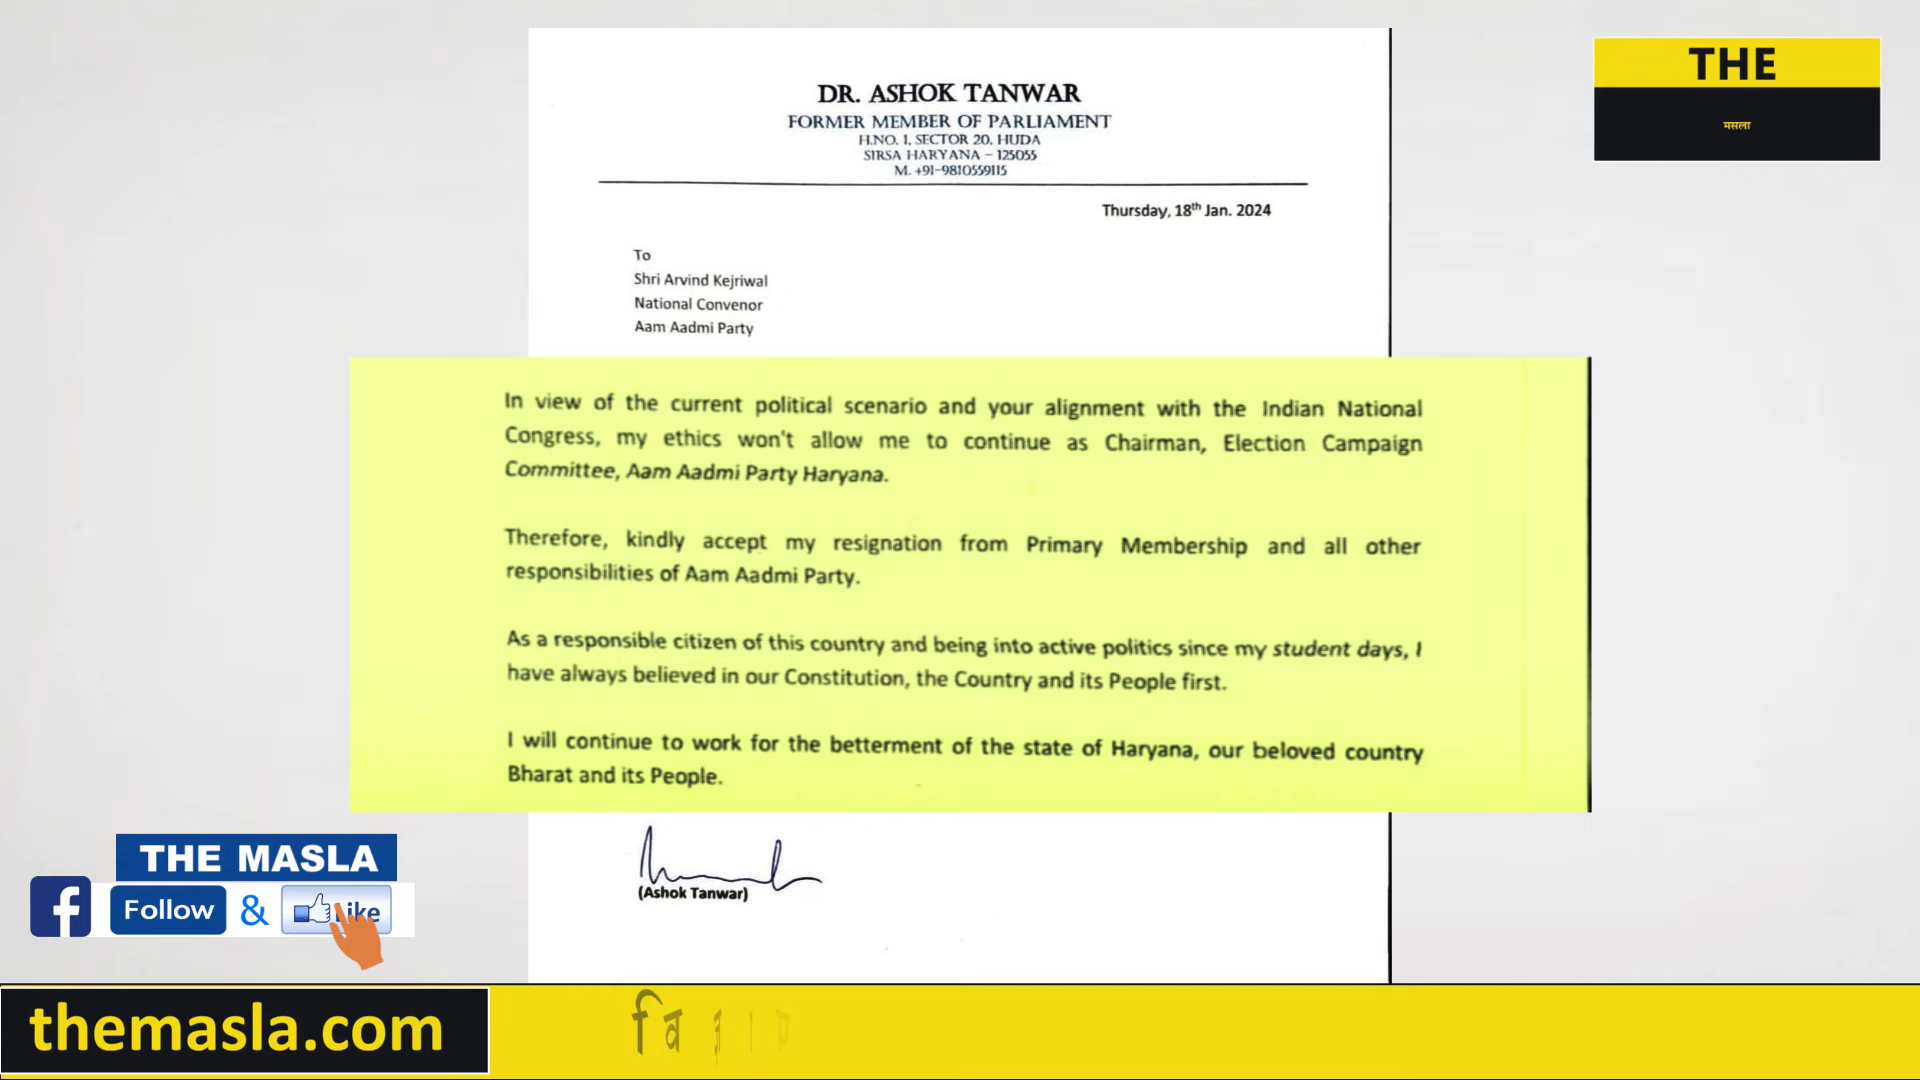 THE
मसला
DR. ASHOK TANWAR
FORMER MEMBER OF PARLIAMENT
H.NO. 1, SECTOR 20, HUDA
SIRSA HARYANA - 125055
M. +91-9810559115
Thursday, 18th Jan. 2024
To
Shri Arvind Kejriwal
National Convenor
Aam Aadmi Party
In view of the current political scenario and your alignment with the Indian National
Congress, my ethics won't allow me to continue as Chairman, Election Campaign
Committee, Aam Aadmi Party Haryana.
Therefore, kindly accept my resignation from Primary Membership and all other
responsibilities of Aam Aadmi Party.
As a responsible citizen of this country and being into active politics since my student days, I
have always believed in our Constitution, the Country and its People first.
I will continue to work for the betterment of the state of Haryana, our beloved country
Bharat and its People.
(Ashok Tanwar)
THE MASLA
Follow & Like
themasla.com